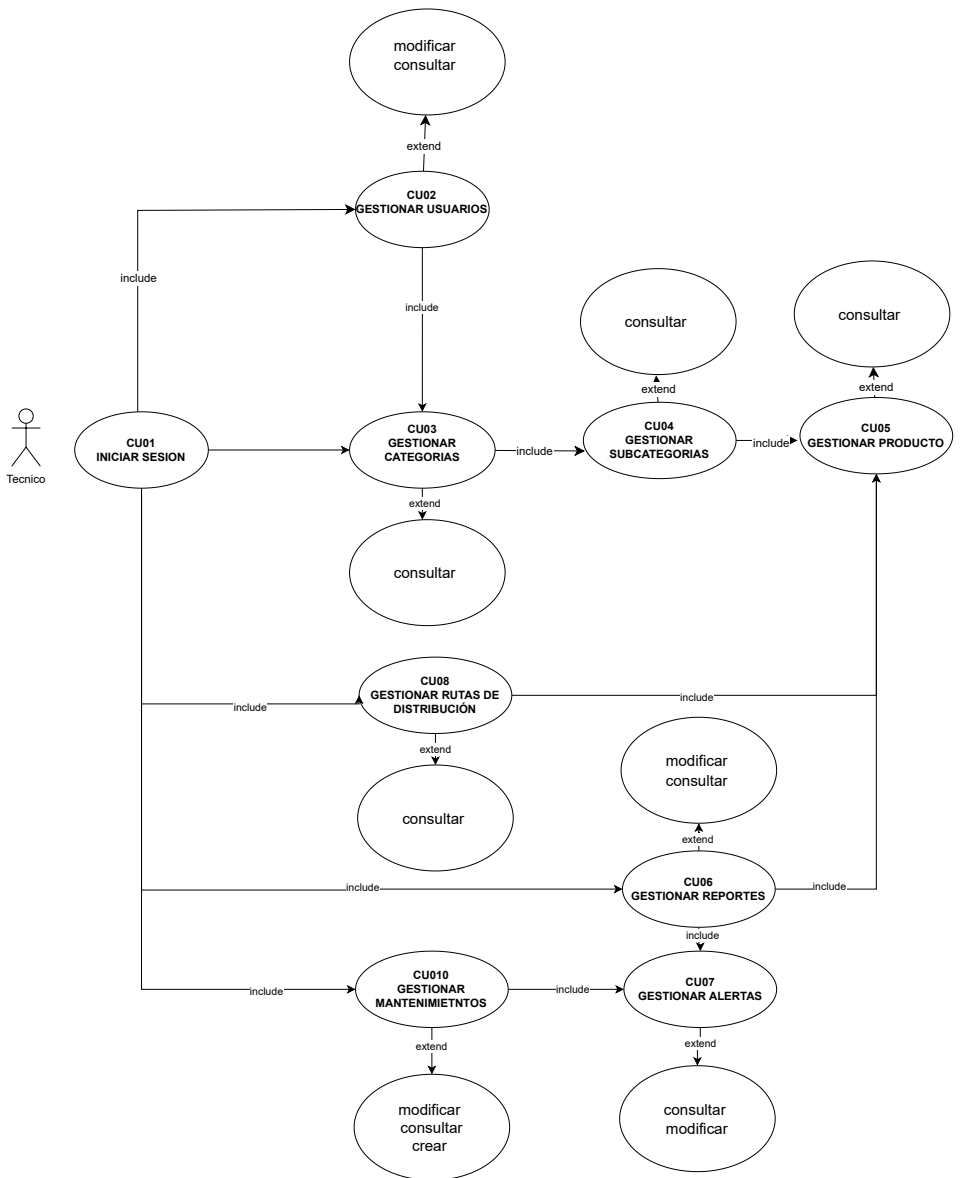 modificar
consultar
extend
CU02
GESTIONAR USUARIOS
include
include
consultar
consultar
extend
extend
Tecnico
CU01
INICIAR SESION
CU03
GESTIONAR
CATEGORIAS
include
CU04
GESTIONAR
SUBCATEGORIAS
include
CU05
GESTIONAR PRODUCTO
extend
consultar
include
CU08
GESTIONAR RUTAS DE
DISTRIBUCIÓN
include
extend
consultar
modificar
consultar
extend
include
CU06
GESTIONAR REPORTES
include
include
include
CU010
GESTIONAR
MANTENIMIETNTOS
include
CU07
GESTIONAR ALERTAS
extend
extend
modificar
consultar
crear
consultar
modificar